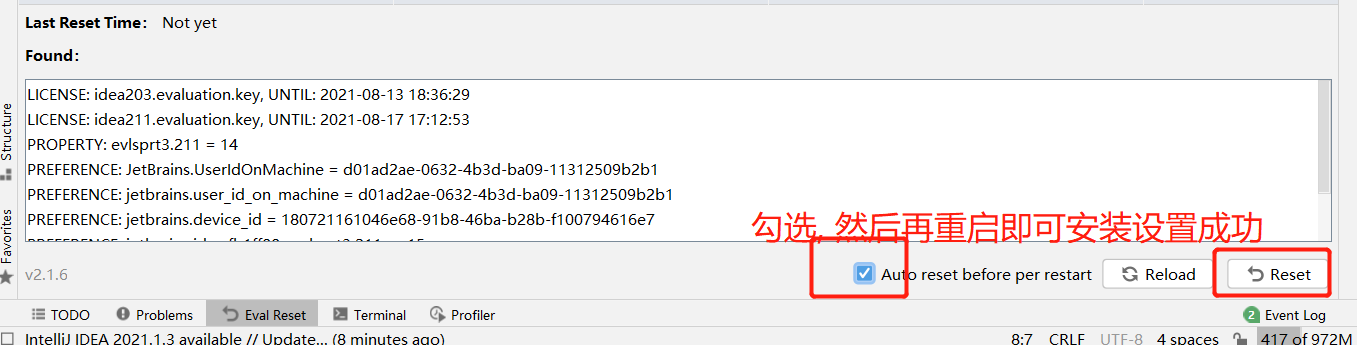 Last Reset Time: Not yet
Found:
LICENSE: idea203.evaluation.key, UNTIL: 2021-08-13 18:36:29
LICENSE: idea211.evaluation.key, UNTIL: 2021-08-17 17:12:53
PROPERTY: evlsprt3.211 = 14
PREFERENCE: JetBrains.UserIdOnMachine = d01ad2ae-0632-4b3d-ba09-11312509b2b1
PREFERENCE: jetbrains.user_id_on_machine = d01ad2ae-0632-4b3d-ba09-11312509b2b1
PREFERENCE: jetbrains.device_id = 180721161046e68-91b8-46ba-b28b-f100794616e7
Structure
Favorites
勾选, 然后再重启即可安装设置成功
v2.1.6
Auto reset before per restart
Reload
Reset
TODO
Problems
Eval Reset
Terminal
Profiler
2 Event Log
IntelliJ IDEA 2021.1.3 available // Update... (8 minutes ago)
8:7 CRLF UTF-8 4 spaces
417 of 972M